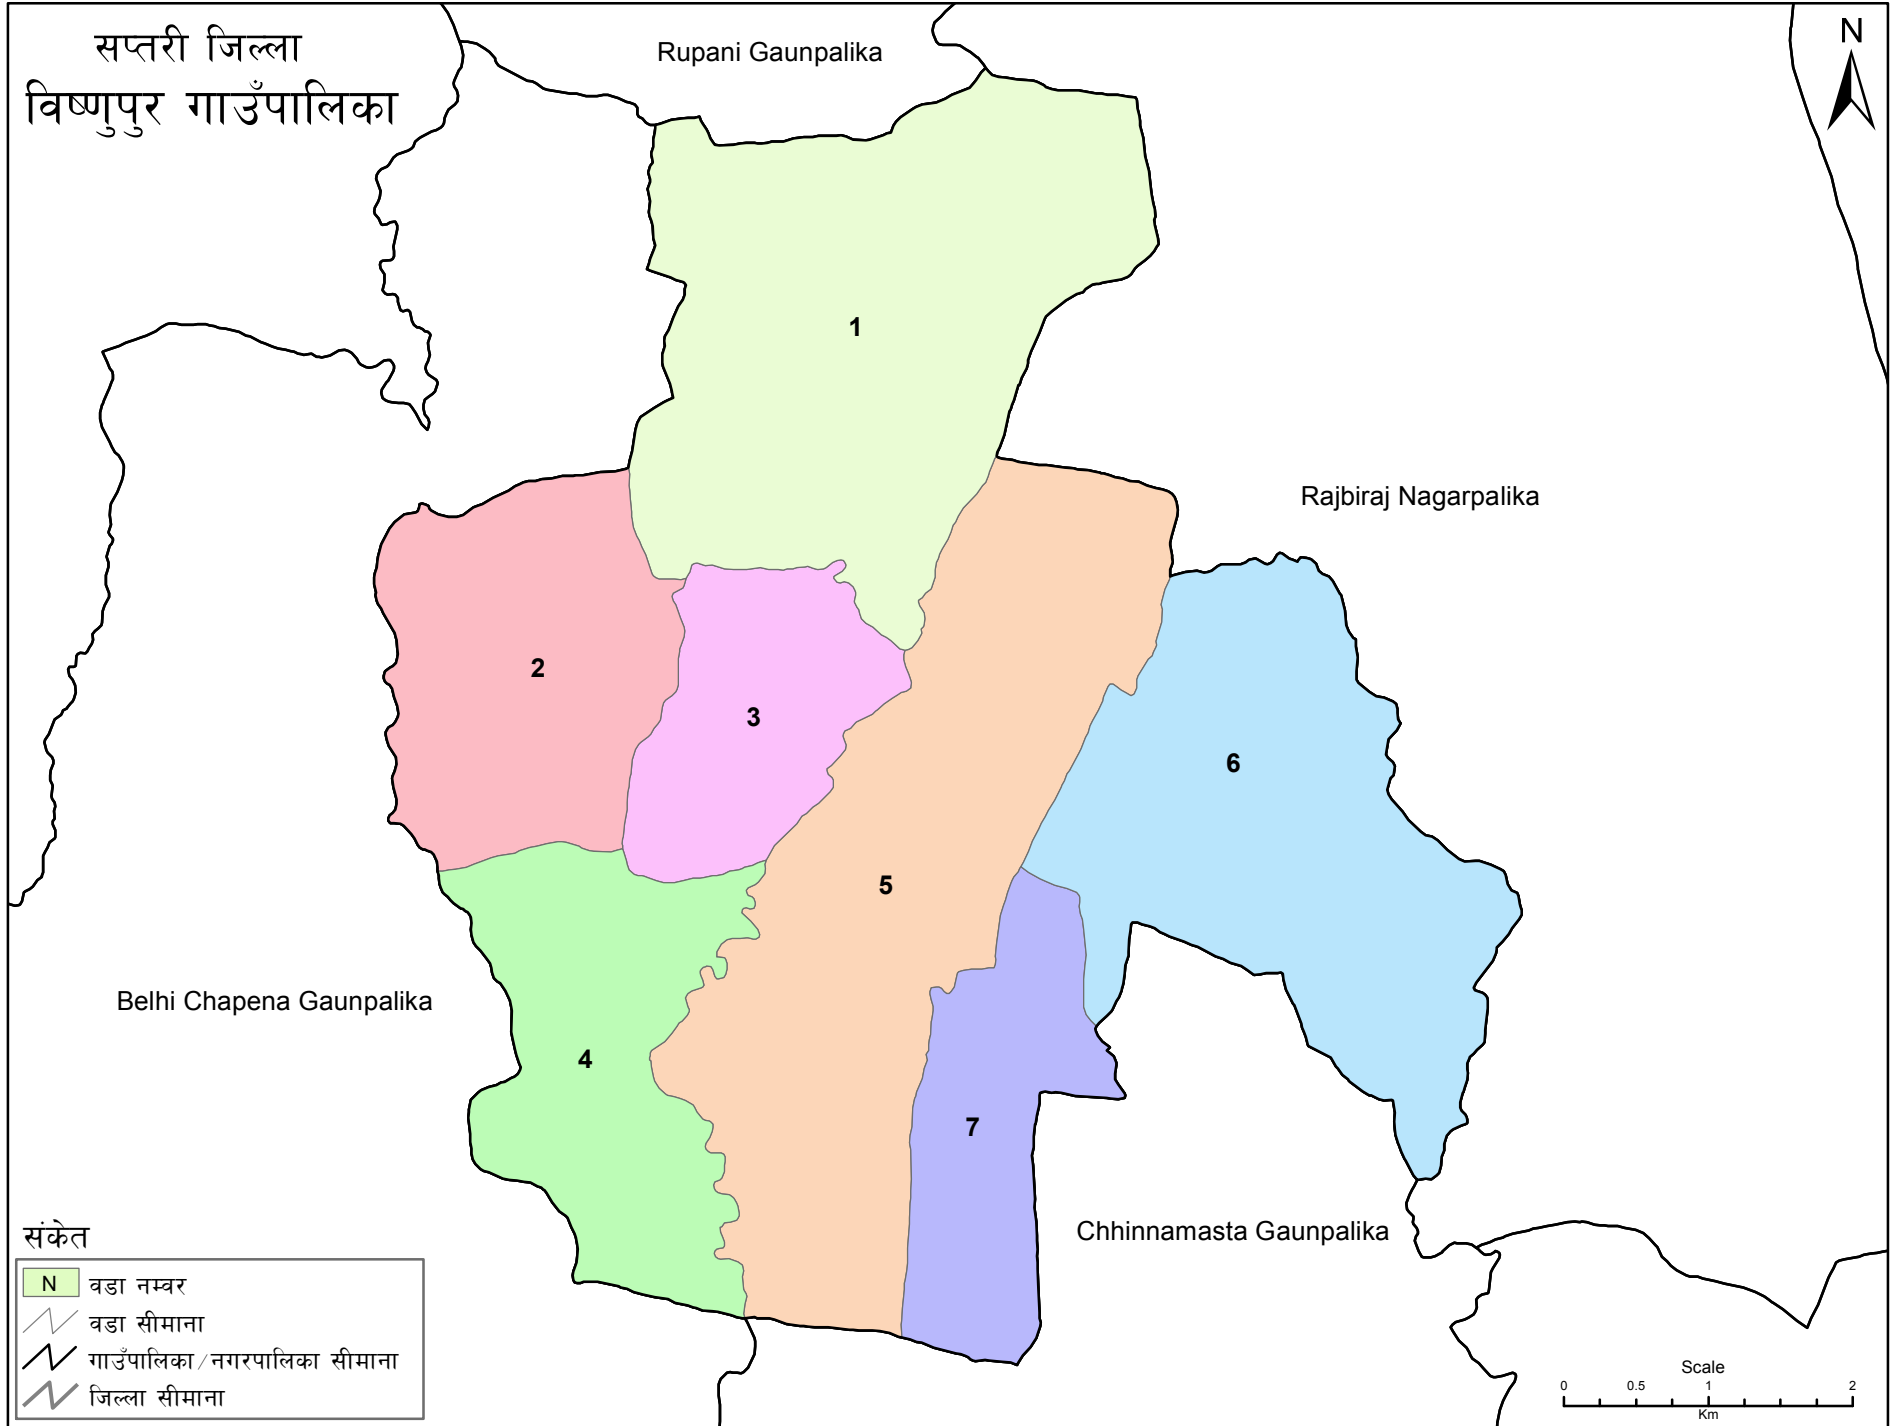 सप्तरी जिल्ला
विष्णुपुर गाउँपालिका
Rupani Gaunpalika
N
1
Rajbiraj Nagarpalika
2
3
6
5
Belhi Chapena Gaunpalika
4
7
Chhinnamasta Gaunpalika
संकेत
N वडा नम्वर
वडा सीमाना
गाउँपालिका/नगरपालिका सीमाना
जिल्ला सीमाना
Scale
0 0.5 1 2
Km